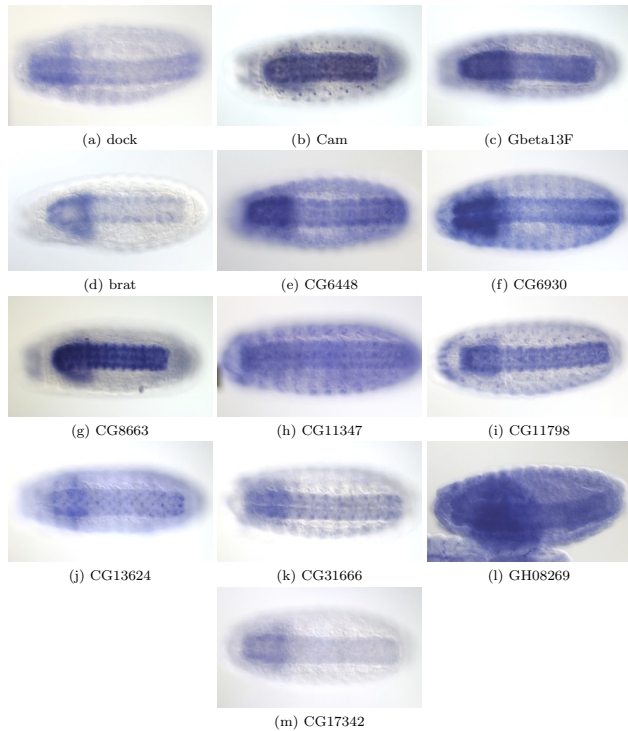 (a) dock (b) Cam (c) Gbeta13F
(d) brat (e) CG6448 (f) CG6930
(g) CG8663 (h) CG11347 (i) CG11798
(j) CG13624 (k) CG31666 (l) GH08269
(m) CG17342